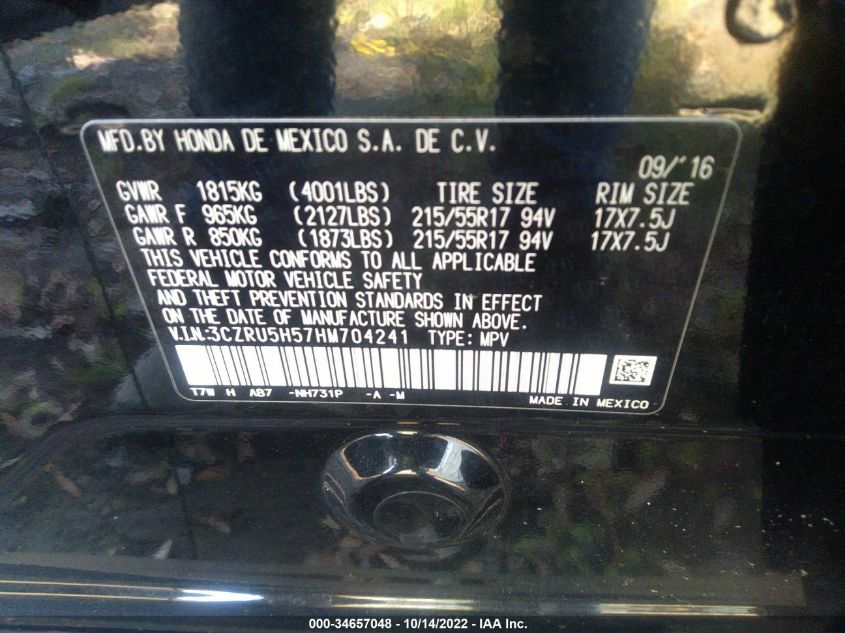 MFD.BY HONDA DE MEXICO S.A. DE C.V.
09/'16
GVWR 1815KG (4001LBS) TIRE SIZE RIM SIZE
GAWR F 965KG (2127LBS) 215/55R17 94V 17X7.5J
GAWR R 850KG (1873LBS) 215/55R17 94V 17X7.5J
THIS VEHICLE CONFORMS TO ALL APPLICABLE
FEDERAL MOTOR VEHICLE SAFETY
AND THEFT PREVENTION STANDARDS IN EFFECT
ON THE DATE OF MANUFACTURE SHOWN ABOVE.
V.I.N:3CZRU5H57HM704241 TYPE: MPV
T7W H AB7 -NH731P -A -M MADE IN MEXICO
000-34657048 - 10/14/2022 - IAA Inc.